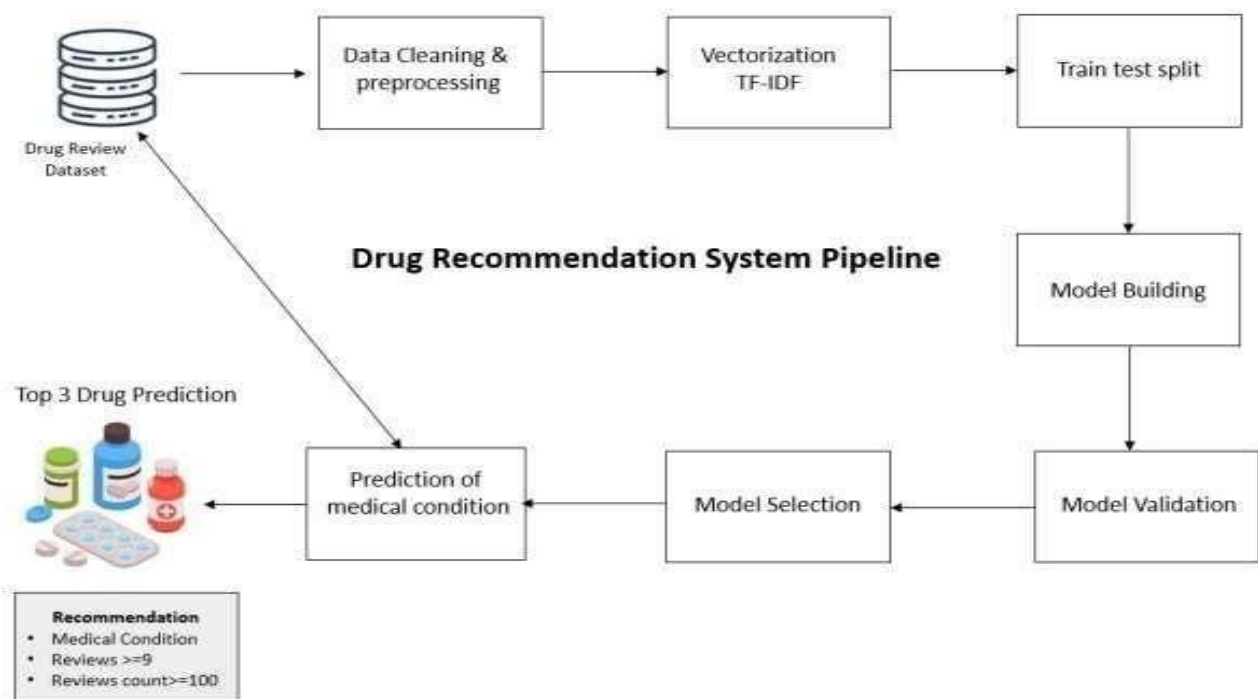 Data Cleaning &
preprocessing
Vectorization
TF-IDF
Train test split
Drug Review
Dataset
Drug Recommendation System Pipeline
Model Building
Top 3 Drug Prediction
Prediction of
medical condition
Model Selection
Model Validation
Recommendation
• Medical Condition
• Reviews >=9
• Reviews count>=100